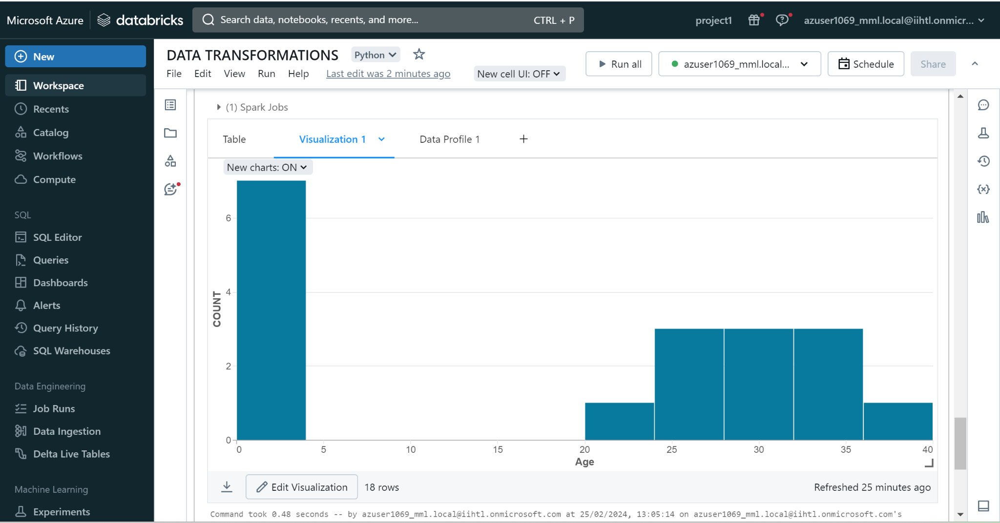 Microsoft Azure databricks Search data, notebooks, recents, and more... CTRL + P project1 azuser1069_mml.local@iihtl.onmicr...
New
Workspace
Recents
Catalog
Workflows
Compute
SQL
SQL Editor
Queries
Dashboards
Alerts
Query History
SQL Warehouses
Data Engineering
Job Runs
Data Ingestion
Delta Live Tables
Machine Learning
Experiments
DATA TRANSFORMATIONS Python
File Edit View Run Help Last edit was 2 minutes ago New cell UI: OFF
Run all azuser1069_mml.local... Schedule Share
(1) Spark Jobs
Table Visualization 1 Data Profile 1 +
New charts: ON
6
4
2
0
COUNT
0 5 10 15 20 25 30 35 40
Age
Edit Visualization 18 rows Refreshed 25 minutes ago
Command took 0.48 seconds -- by azuser1069_mml.local@iihtl.onmicrosoft.com at 25/02/2024, 13:05:14 on azuser1069_mml.local@iihtl.onmicrosoft.com's